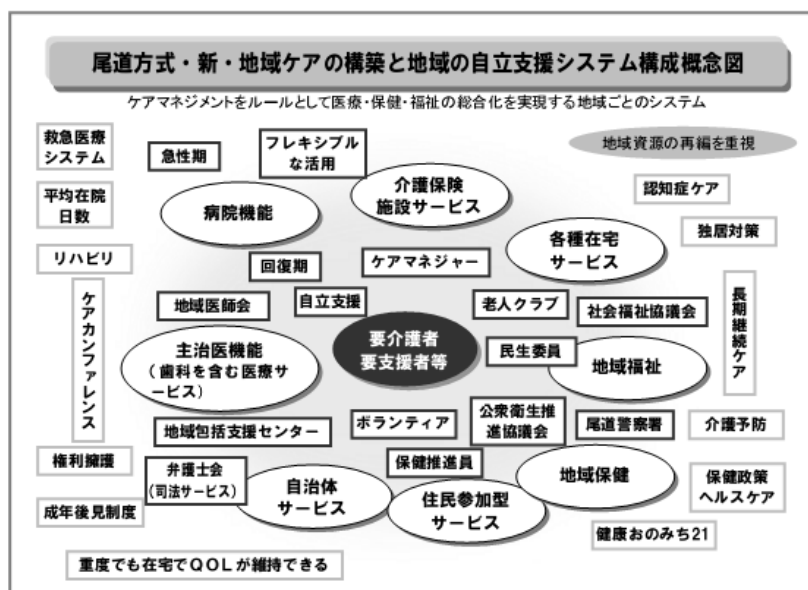 尾道方式・新・地域ケアの構築と地域の自立支援システム構成概念図
ケアマネジメントをルールとして医療・保健・福祉の総合化を実現する地域ごとのシステム
救急医療
システム
急性期
フレキシブル
な活用
地域資源の再編を重視
平均在院
日数
病院機能
介護保険
施設サービス
認知症ケア
各種在宅
サービス
独居対策
リハビリ
回復期
ケアマネジャー
ケアカンファレンス
地域医師会
自立支援
老人クラブ
社会福祉協議会
長期継続ケア
主治医機能
（歯科を含む医療サ
ービス）
要介護者
要支援者等
民生委員
地域福祉
地域包括支援センター
ボランティア
公衆衛生推
進協議会
尾道警察署
介護予防
権利擁護
弁護士会
（司法サービス）
保健推進員
地域保健
保健政策
ヘルスケア
成年後見制度
自治体
サービス
住民参加型
サービス
健康おのみち21
重度でも在宅でＱＯＬが維持できる